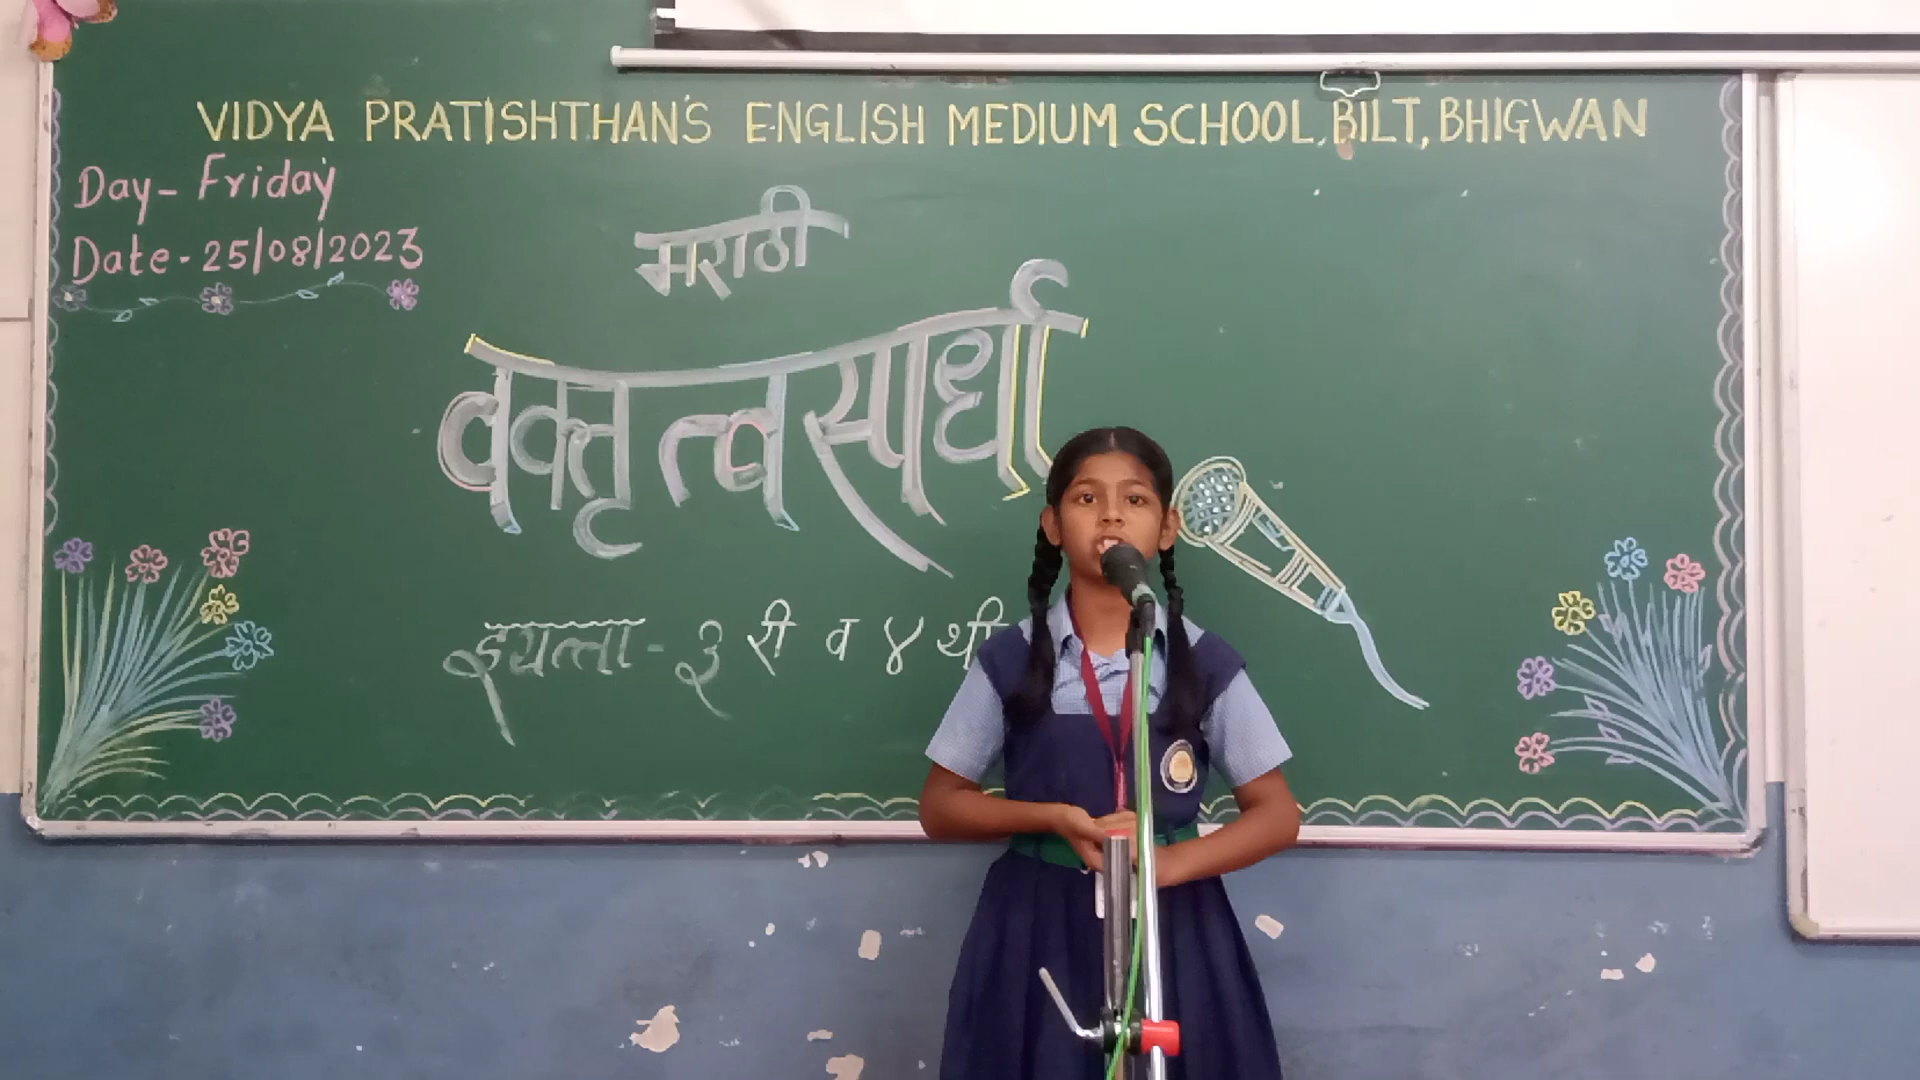 VIDYA PRATISHTHAN'S ENGLISH MEDIUM SCHOOL, BILT, BHIGWAN
Day- Friday
Date- 25/08/2023
मराठी
वक्तृत्व स्पर्धा
इयत्ता - ३ री व ४ थी